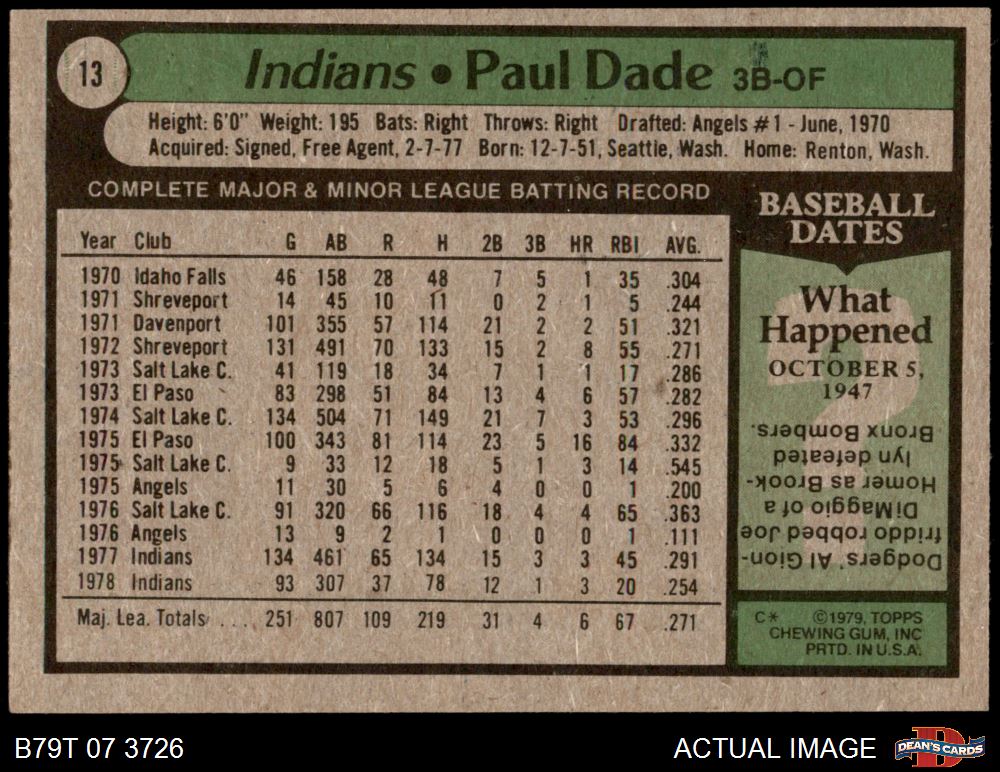 13
Indians • Paul Dade 3B-OF
Height: 6'0" Weight: 195 Bats: Right Throws: Right Drafted: Angels #1 - June, 1970
Acquired: Signed, Free Agent, 2-7-77 Born: 12-7-51, Seattle, Wash. Home: Renton, Wash.
COMPLETE MAJOR & MINOR LEAGUE BATTING RECORD
Year Club G AB R H 2B 3B HR RBI AVG.
1970 Idaho Falls 46 158 28 48 7 5 1 35 .304
1971 Shreveport 14 45 10 11 0 2 1 5 .244
1971 Davenport 101 355 57 114 21 2 2 51 .321
1972 Shreveport 131 491 70 133 15 2 8 55 .271
1973 Salt Lake C. 41 119 18 34 7 1 1 17 .286
1973 El Paso 83 298 51 84 13 4 6 57 .282
1974 Salt Lake C. 134 504 71 149 21 7 3 53 .296
1975 El Paso 100 343 81 114 23 5 16 84 .332
1975 Salt Lake C. 9 33 12 18 5 1 3 14 .545
1975 Angels 11 30 5 6 4 0 0 1 .200
1976 Salt Lake C. 91 320 66 116 18 4 4 65 .363
1976 Angels 13 9 2 1 0 0 0 1 .111
1977 Indians 134 461 65 134 15 3 3 45 .291
1978 Indians 93 307 37 78 12 1 3 20 .254
Maj. Lea. Totals . . . . 251 807 109 219 31 4 6 67 .271
BASEBALL
DATES
What
Happened
OCTOBER 5,
1947
Dodgers' Al Gion-
friddo robbed Joe
DiMaggio of a
Homer as Brook-
lyn defeated
Bronx Bombers.
C* ©1979, TOPPS
CHEWING GUM, INC
PRTD. IN U.S.A.
B79T 07 3726
ACTUAL IMAGE
DEAN'S CARDS